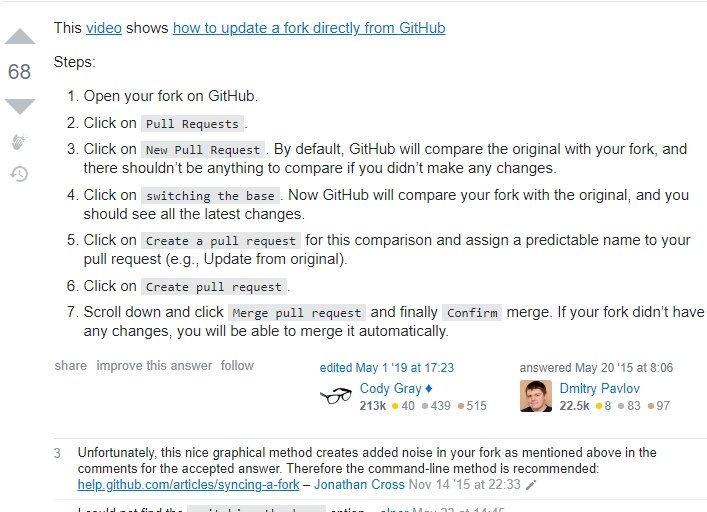 This video shows how to update a fork directly from GitHub
68
Steps:
1. Open your fork on GitHub.
2. Click on Pull Requests.
3. Click on New Pull Request. By default, GitHub will compare the original with your fork, and
there shouldn't be anything to compare if you didn't make any changes.
4. Click on switching the base. Now GitHub will compare your fork with the original, and you
should see all the latest changes.
5. Click on Create a pull request for this comparison and assign a predictable name to your
pull request (e.g., Update from original).
6. Click on Create pull request.
7. Scroll down and click Merge pull request and finally Confirm merge. If your fork didn't have
any changes, you will be able to merge it automatically.
share improve this answer follow
edited May 1 '19 at 17:23
Cody Gray ♦
213k ● 40 ● 439 ● 515
answered May 20 '15 at 8:06
Dmitry Pavlov
22.5k ● 8 ● 83 ● 97
3 Unfortunately, this nice graphical method creates added noise in your fork as mentioned above in the
comments for the accepted answer. Therefore the command-line method is recommended:
help.github.com/articles/syncing-a-fork – Jonathan Cross Nov 14 '15 at 22:33
I could not find the